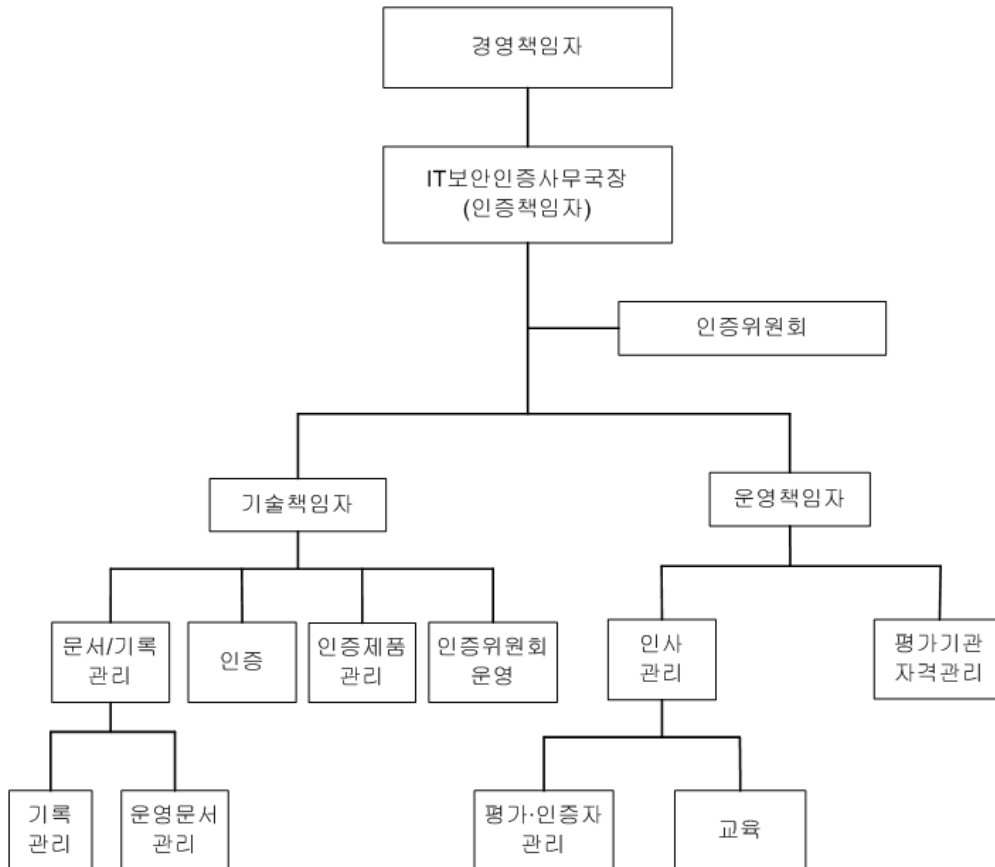 경영책임자
IT보안인증사무국장
(인증책임자)
인증위원회
기술책임자
운영책임자
문서/기록
관리
인증
인증제품
관리
인증위원회
운영
인사
관리
평가기관
자격관리
기록
관리
운영문서
관리
평가·인증자
관리
교육